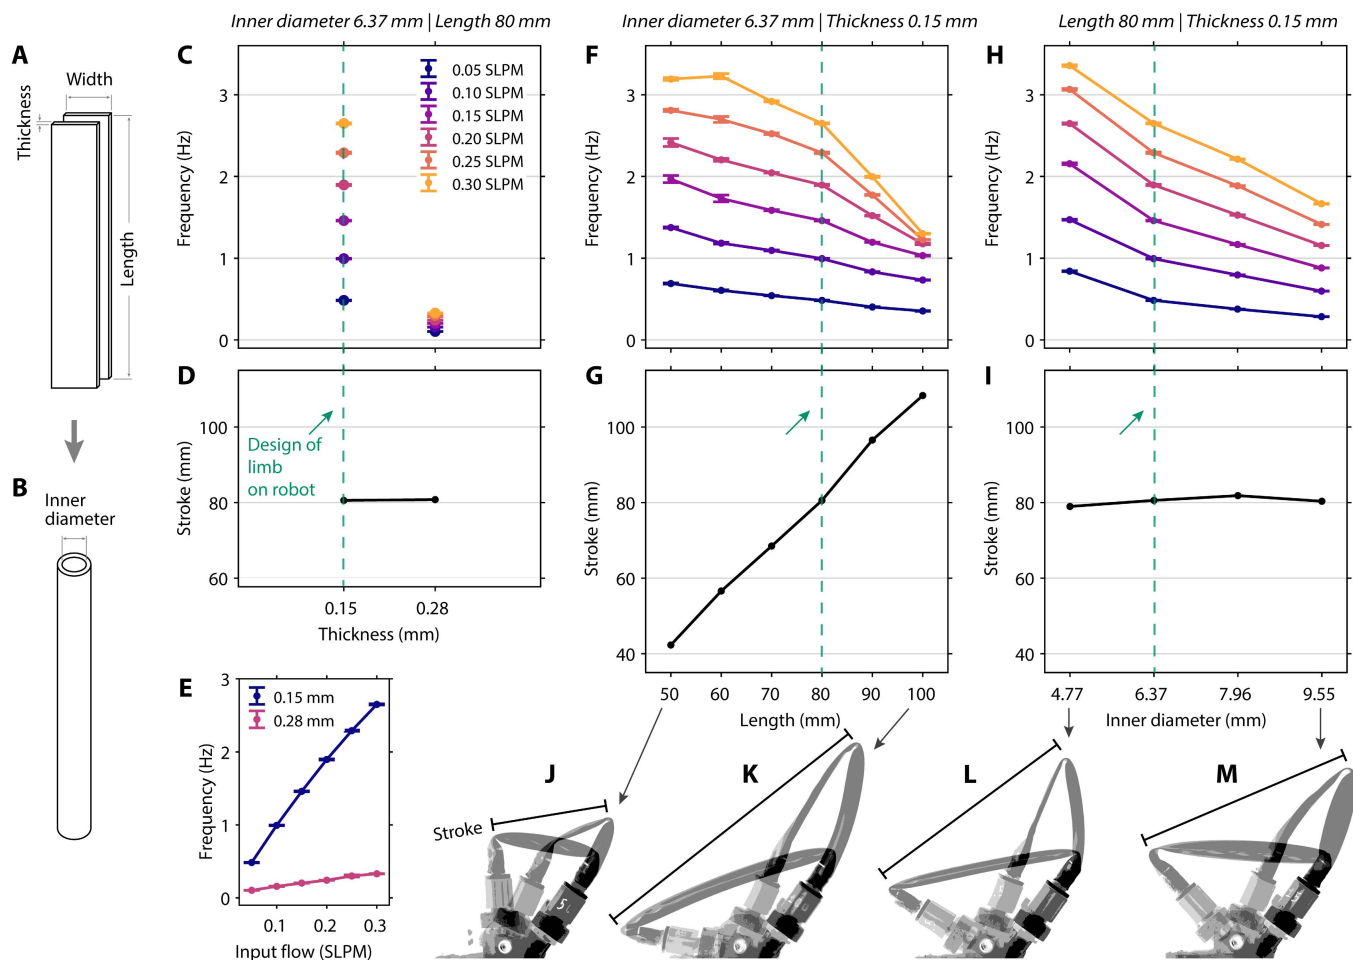 Inner diameter 6.37 mm | Length 80 mm
Inner diameter 6.37 mm | Thickness 0.15 mm
Length 80 mm | Thickness 0.15 mm
A
Width
Thickness
Length
B
Inner
diameter
C
Frequency (Hz)
3
2
1
0
0.05 SLPM
0.10 SLPM
0.15 SLPM
0.20 SLPM
0.25 SLPM
0.30 SLPM
D
Stroke (mm)
100
80
60
Design of
limb
on robot
0.15
0.28
Thickness (mm)
E
Frequency (Hz)
3
2
1
0
0.15 mm
0.28 mm
0.1
0.2
0.3
Input flow (SLPM)
F
Frequency (Hz)
3
2
1
0
G
Stroke (mm)
100
80
60
40
50
60
70
80
90
100
Length (mm)
H
Frequency (Hz)
3
2
1
0
I
Stroke (mm)
100
80
60
40
4.77
6.37
7.96
9.55
Inner diameter (mm)
J
Stroke
K
L
M